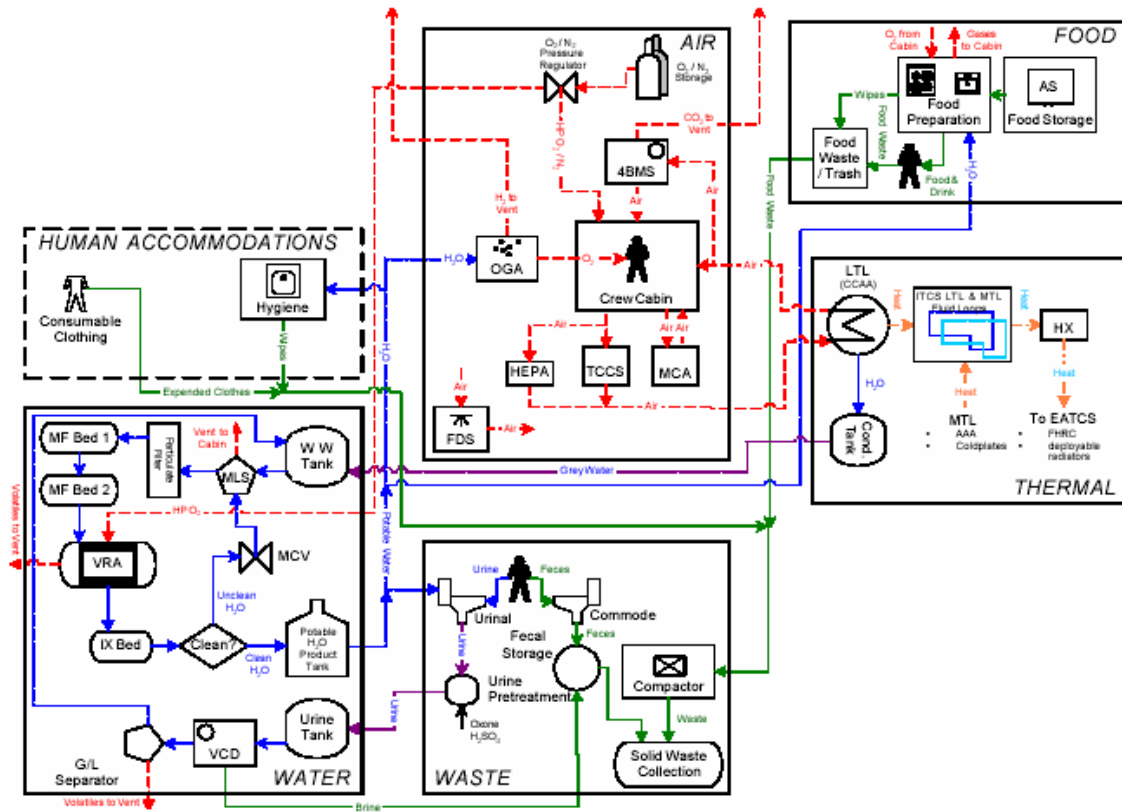 AIR
O₂ / N₂
Pressure
Regulator
O₂ / N₂
Storage
HP O₂ / N₂
CO₂ to
Vent
4BMS
Air
Air
H₂ to
Vent
H₂O
OGA
O₂
Crew Cabin
Air
Air
Air
Air
Air
HEPA
TCCS
MCA
Air
Air
FDS
Air
FOOD
O₂ from
Cabin
Gases
to Cabin
Wipes
Food
Preparation
AS
Food Storage
Food Waste
Food
Waste
/ Trash
Food &
Drink
H₂O
Food Waste
HUMAN ACCOMMODATIONS
Consumable
Clothing
Hygiene
Wipes
H₂O
Expended Clothes
LTL
(CCAA)
ITCS LTL & MTL
Fluid Loops
Heat
Heat
HX
Heat
Heat
H₂O
Cond.
Tank
MTL
• AAA
• Coldplates
To EATCS
• FHRC
• deployable
radiators
THERMAL
MF Bed 1
MF Bed 2
Particulate
Filter
Vent to
Cabin
MLS
W W
Tank
Grey Water
HP O₂
Volatiles to Vent
VRA
MCV
Unclean
H₂O
IX Bed
Clean?
Clean
H₂O
Potable
H₂O
Product
Tank
Potable Water
Urine
Tank
VCD
G/L
Separator
Volatiles to Vent
WATER
Brine
Urine
Feces
Urinal
Commode
Urine
Fecal
Storage
Feces
Urine
Pretreatment
Oxone
H₂SO₄
Urine
Compactor
Waste
Solid Waste
Collection
WASTE